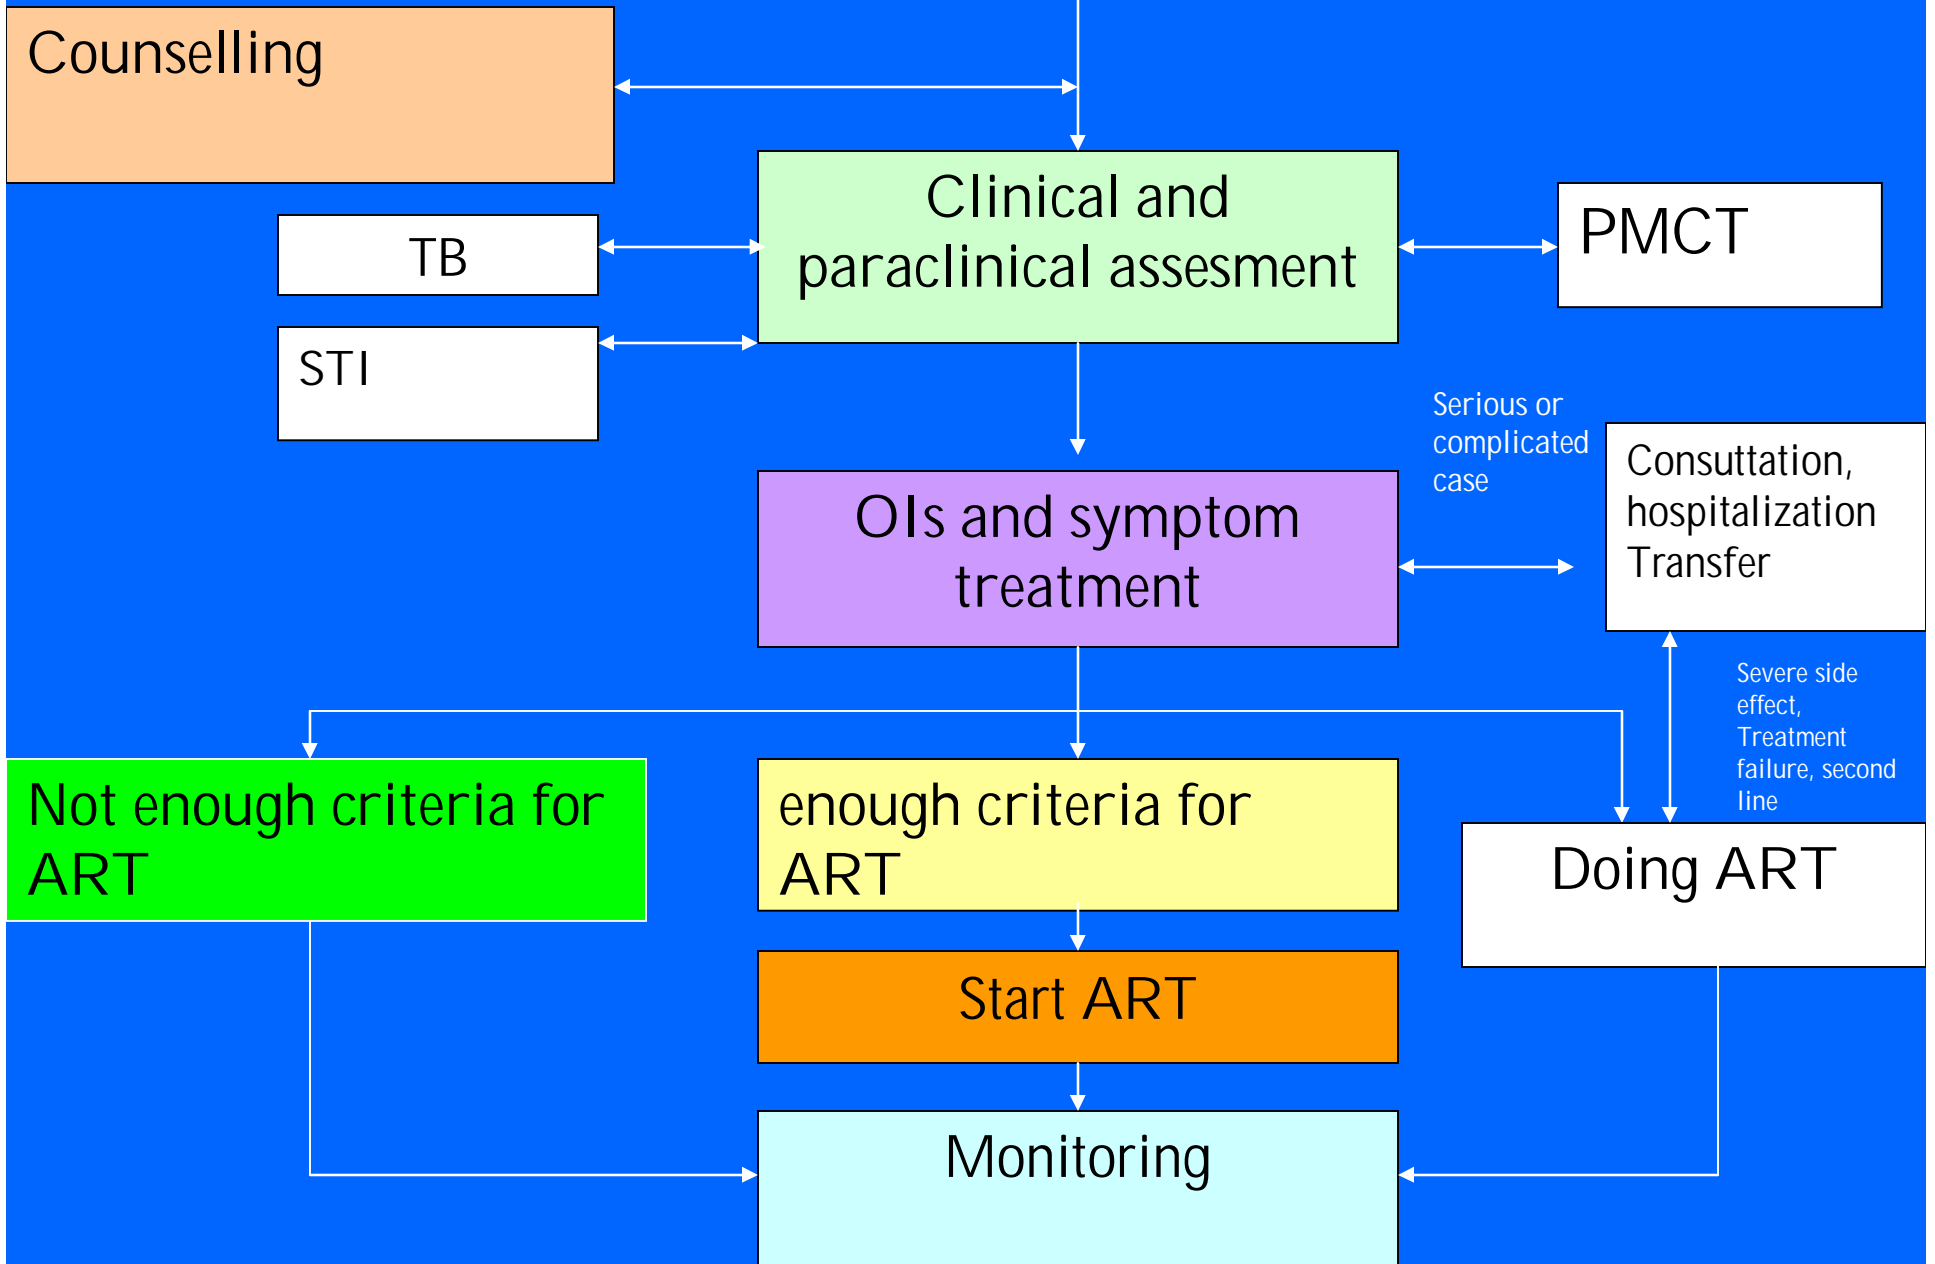 Counselling
Clinical and
paraclinical assesment
PMCT
TB
STI
Serious or
complicated
case
Consuttation,
hospitalization
Transfer
OIs and symptom
treatment
Severe side
effect,
Treatment
failure, second
line
Not enough criteria for
ART
enough criteria for
ART
Doing ART
Start ART
Monitoring